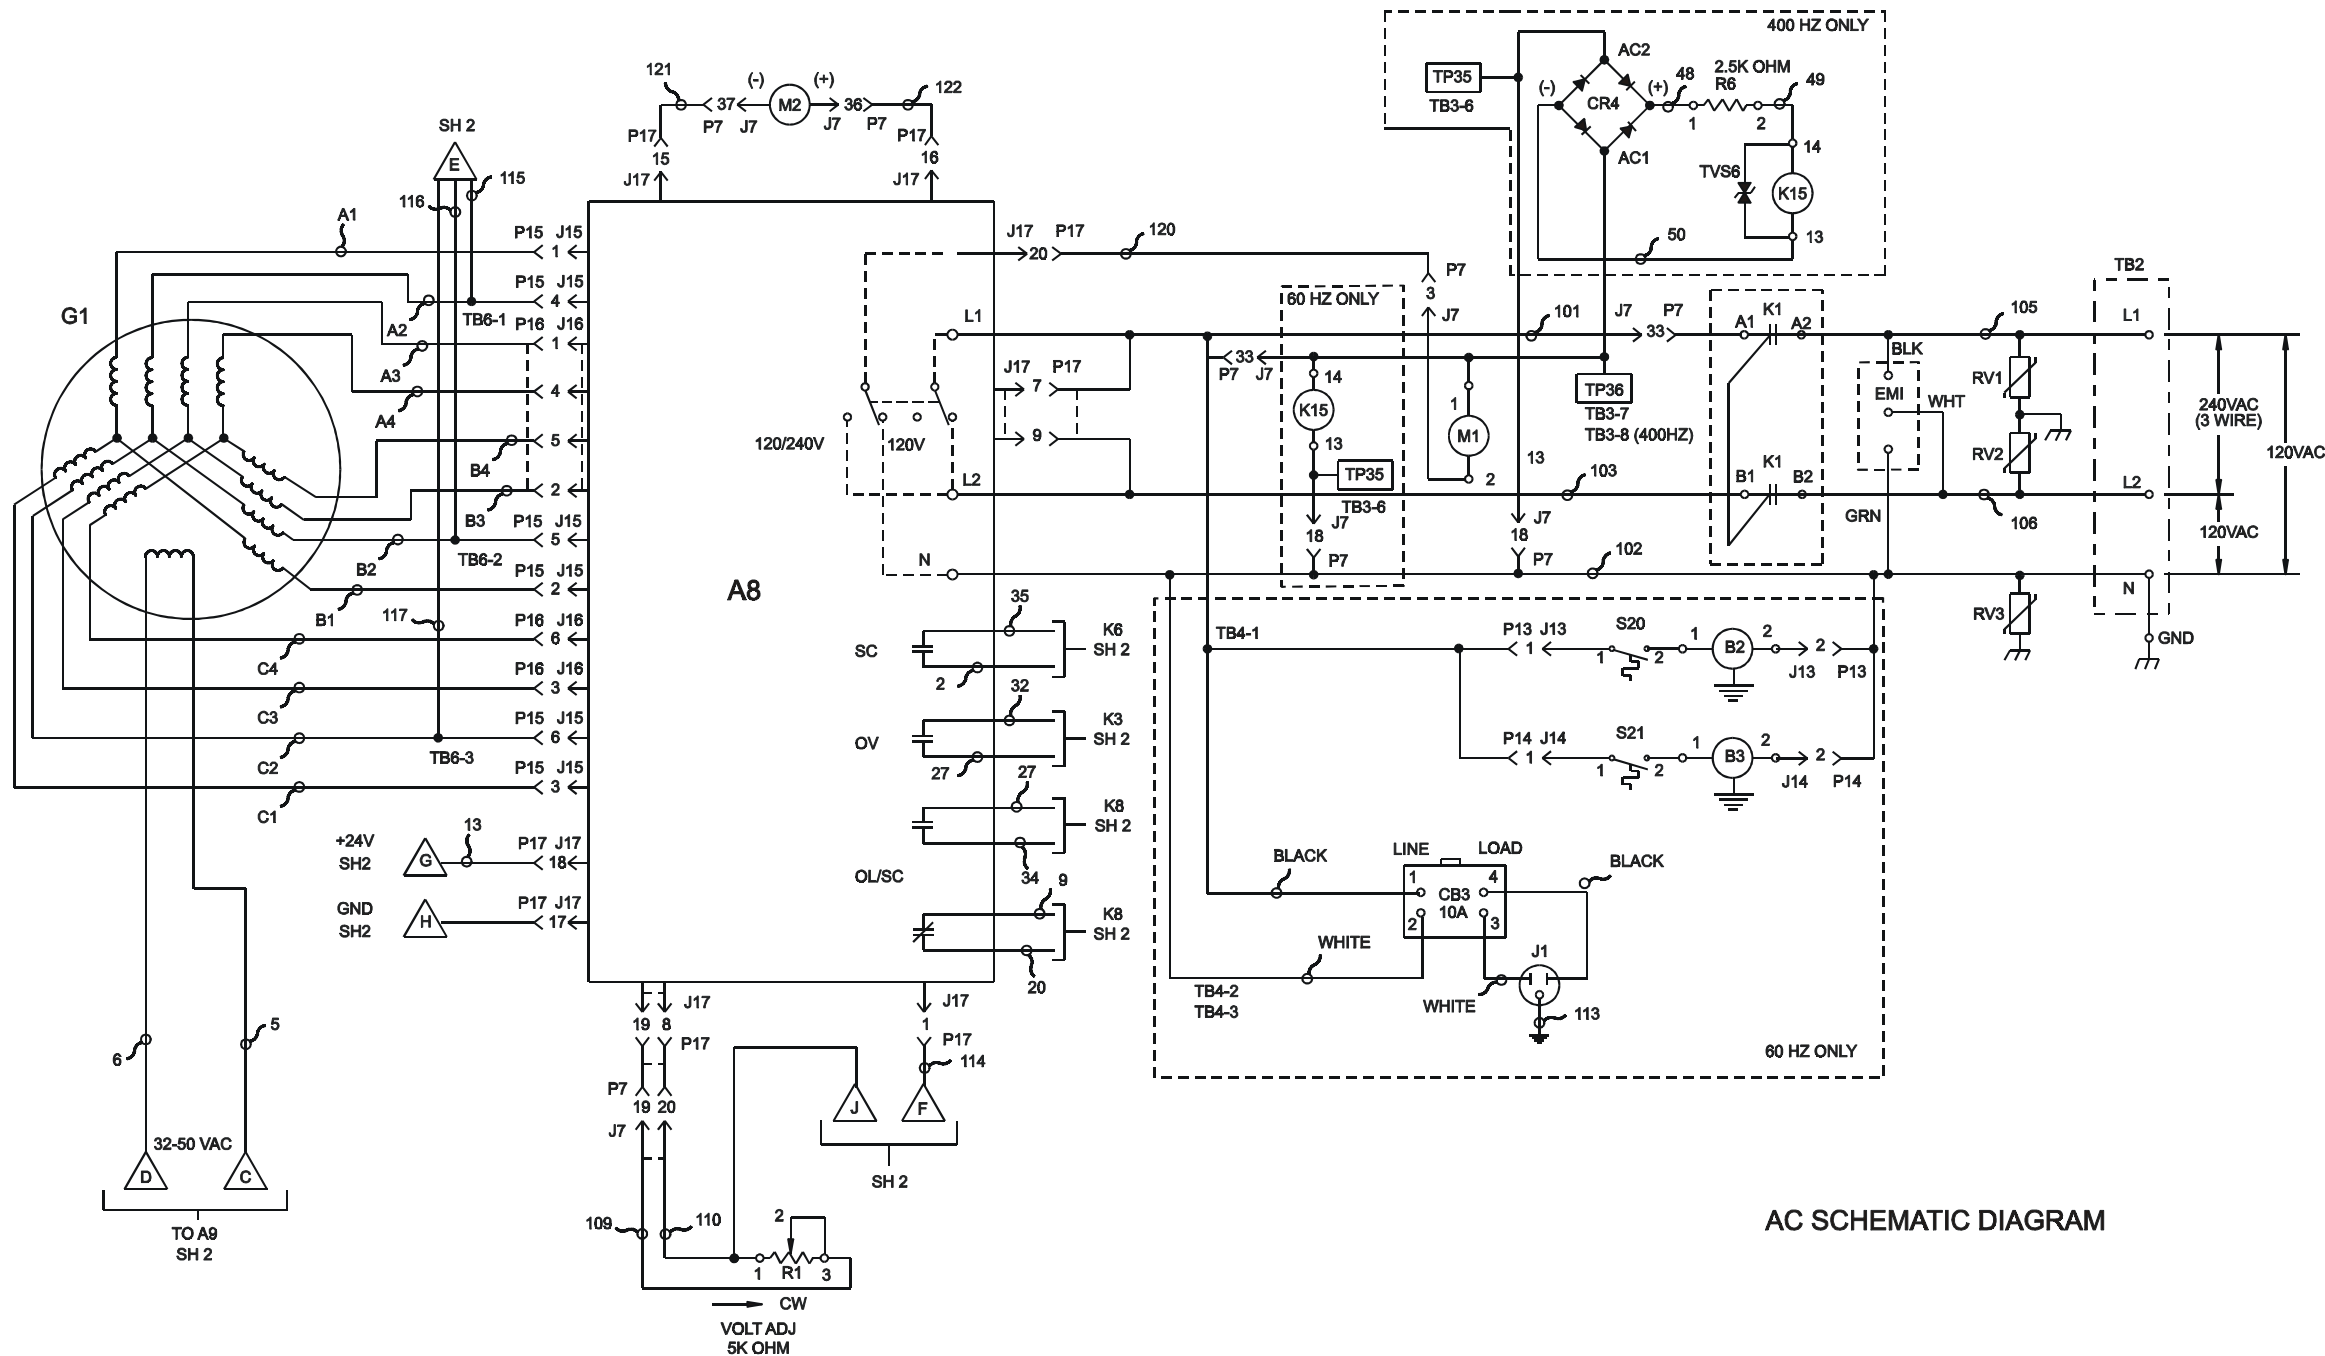 400 HZ ONLY
TP35
TB3-6
AC2
(-)
CR4
(+)
48
2.5K OHM
R6
49
1
2
AC1
14
TVS6
K15
13
50
121
(-)
M2
(+)
122
37
36
P7
J7
J7
P7
P17
15
J17
P17
16
J17
SH 2
E
115
116
A1
P15
J15
1
P15
J15
4
TB6-1
A2
G1
P16
J16
1
A3
4
A4
5
B4
2
B3
P15
J15
5
TB6-2
B2
P15
J15
2
B1
117
P16
J16
6
C4
P16
J16
3
C3
P15
J15
6
TB6-3
C2
P15
J15
3
C1
+24V
SH2
G
13
P17
J17
18
GND
SH2
H
P17
J17
17
A8
J17
P17
20
120
L1
J17
P17
7
9
120/240V
120V
L2
N
P7
3
J7
60 HZ ONLY
33
P7
J7
14
K15
13
TP35
TB3-6
J7
18
P7
1
M1
2
101
TP36
TB3-7
TB3-8 (400HZ)
13
103
J7
18
P7
102
J7
P7
33
A1
K1
A2
B1
K1
B2
BLK
EMI
WHT
GRN
105
RV1
RV2
106
RV3
TB2
L1
L2
N
GND
240VAC
(3 WIRE)
120VAC
120VAC
SC
35
2
K6
SH 2
OV
32
27
K3
SH 2
27
34
K8
SH 2
OL/SC
9
20
K8
SH 2
TB4-1
P13
J13
1
S20
1
2
1
B2
2
2
J13
P13
P14
J14
1
S21
1
2
1
B3
2
2
J14
P14
BLACK
LINE
LOAD
1
4
CB3
10A
2
3
BLACK
WHITE
TB4-2
TB4-3
WHITE
J1
113
60 HZ ONLY
J17
19
8
P17
P7
19
20
J7
J17
1
P17
114
J
F
SH 2
6
5
32-50 VAC
D
C
TO A9
SH 2
109
110
2
1
R1
3
CW
VOLT ADJ
5K OHM
AC SCHEMATIC DIAGRAM